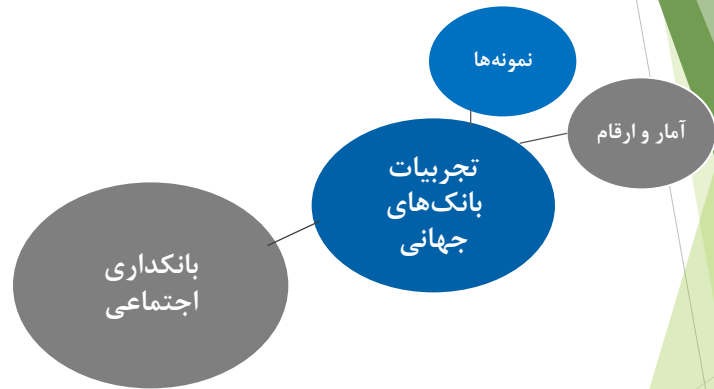 نمونه‌ها
آمار و ارقام
تجربیات
بانک‌های
جهانی
بانکداری
اجتماعی